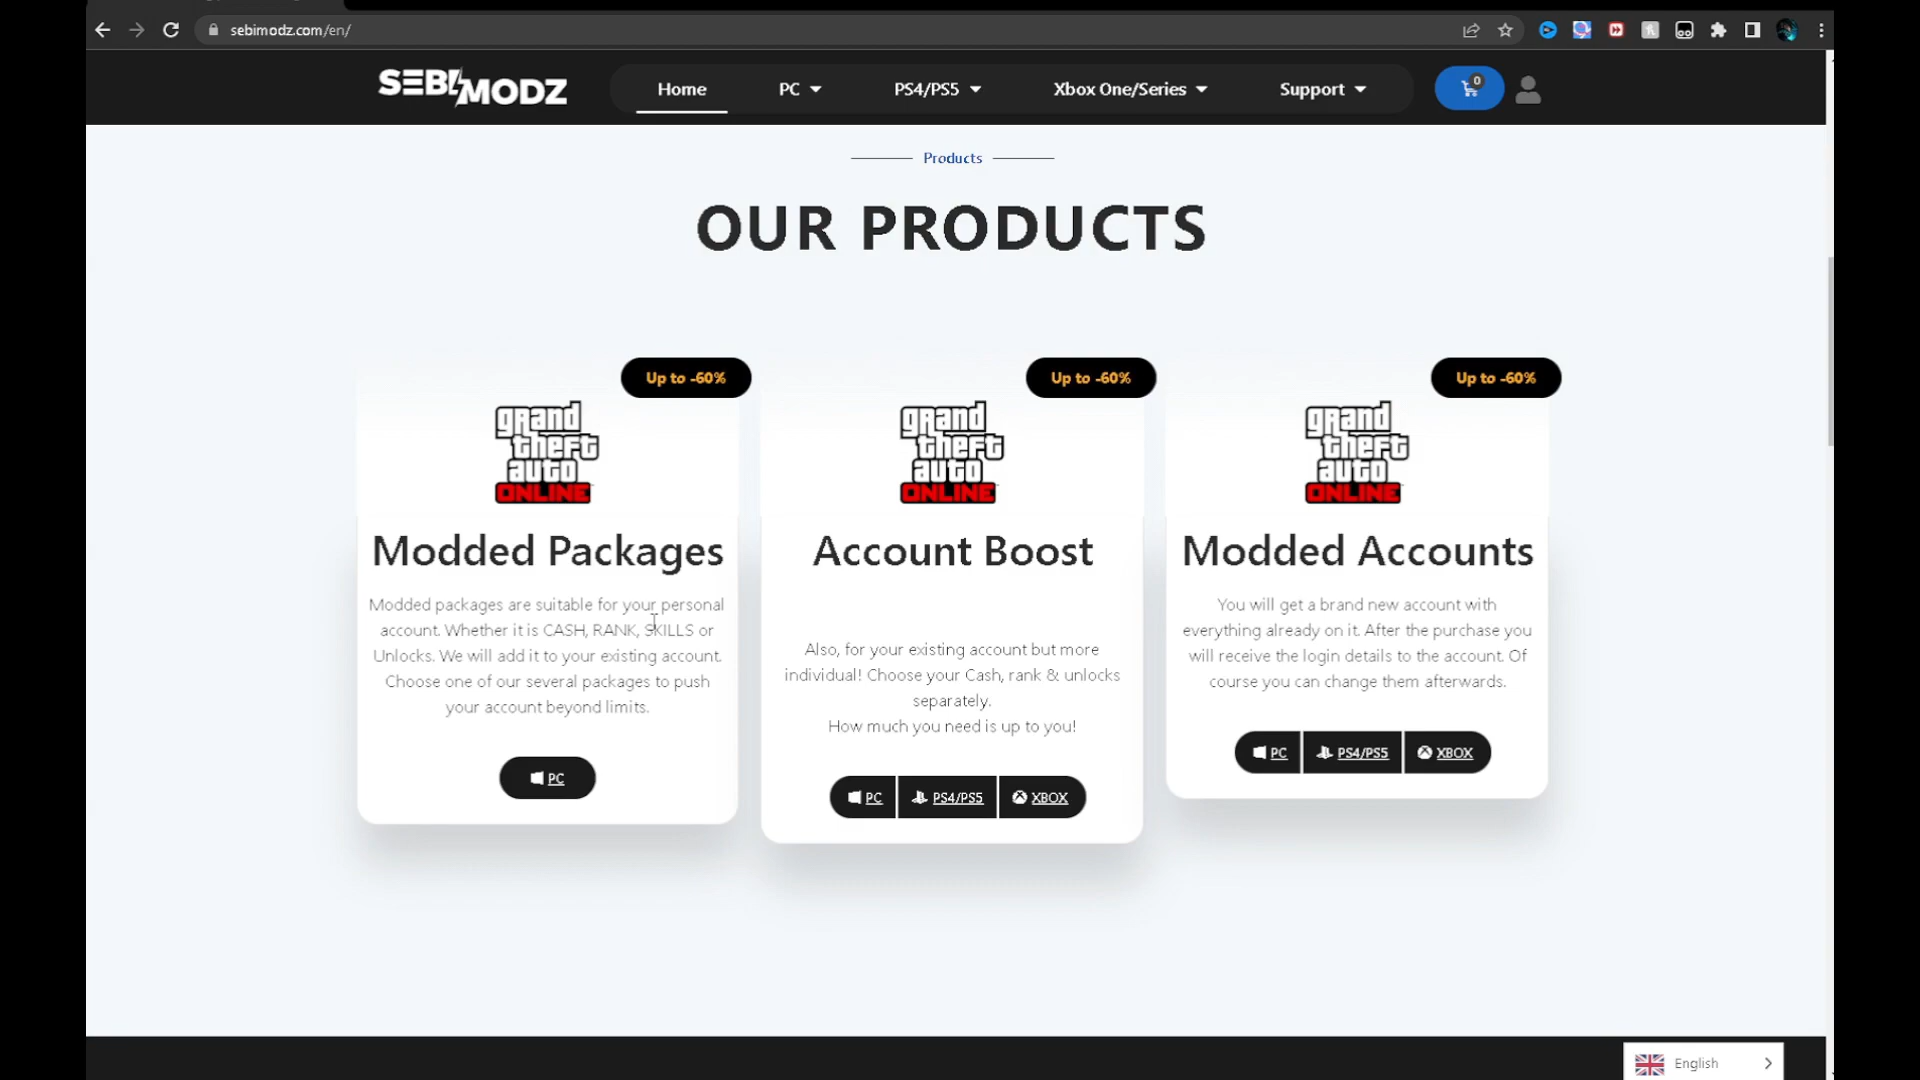 sebimodz.com/en/
SEBI MODZ
Home
PC
PS4/PS5
Xbox One/Series
Support
0
Products
OUR PRODUCTS
Up to -60%
grand
theft
auto
ONLINE
Modded Packages
Modded packages are suitable for your personal
account. Whether it is CASH, RANK, SKILLS or
Unlocks. We will add it to your existing account.
Choose one of our several packages to push
your account beyond limits.
PC
Up to -60%
grand
theft
auto
ONLINE
Account Boost
Also, for your existing account but more
individual! Choose your Cash, rank & unlocks
separately.
How much you need is up to you!
PC
PS4/PS5
XBOX
Up to -60%
grand
theft
auto
ONLINE
Modded Accounts
You will get a brand new account with
everything already on it. After the purchase you
will receive the login details to the account. Of
course you can change them afterwards.
PC
PS4/PS5
XBOX
English